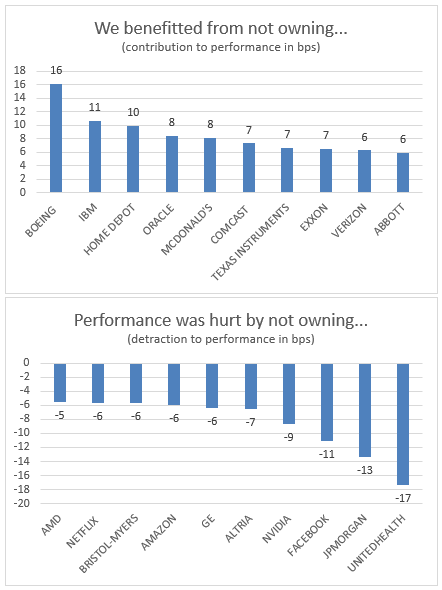 We benefitted from not owning...
(contribution to performance in bps)
18
16
14
12
10
8
6
4
2
0
16
11
10
8
8
7
7
7
6
6
BOEING
IBM
HOME DEPOT
ORACLE
MCDONALD'S
COMCAST
TEXAS INSTRUMENTS
EXXON
VERIZON
ABBOTT
Performance was hurt by not owning...
(detraction to performance in bps)
0
-2
-4
-6
-8
-10
-12
-14
-16
-18
-20
-5
-6
-6
-6
-6
-7
-9
-11
-13
-17
AMD
NETFLIX
BRISTOL-MYERS
AMAZON
GE
ALTRIA
NVIDIA
FACEBOOK
JPMORGAN
UNITEDHEALTH